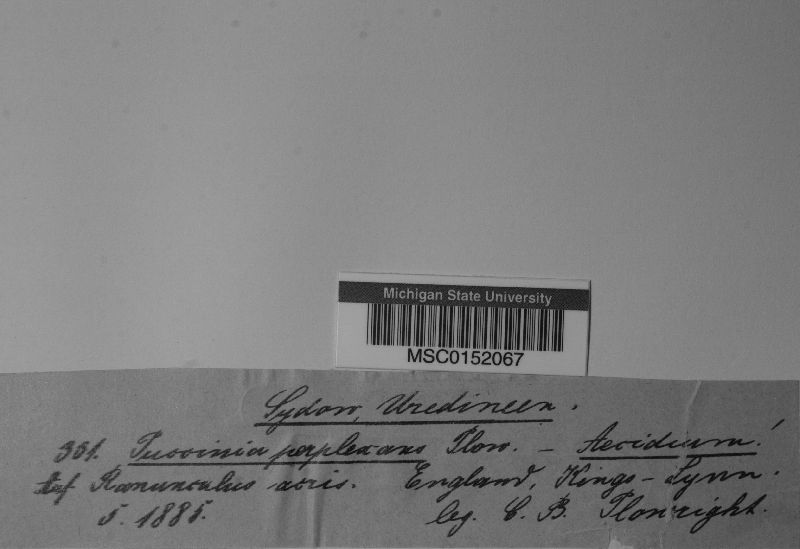 Michigan State University
MSC0152067
Sydow, Uredineen.
351. Puccinia perplexans Plow. – Aecidium!
auf Ranunculus acris. England, Kings-Lynn.
5. 1885. leg. C. B. Plowright.